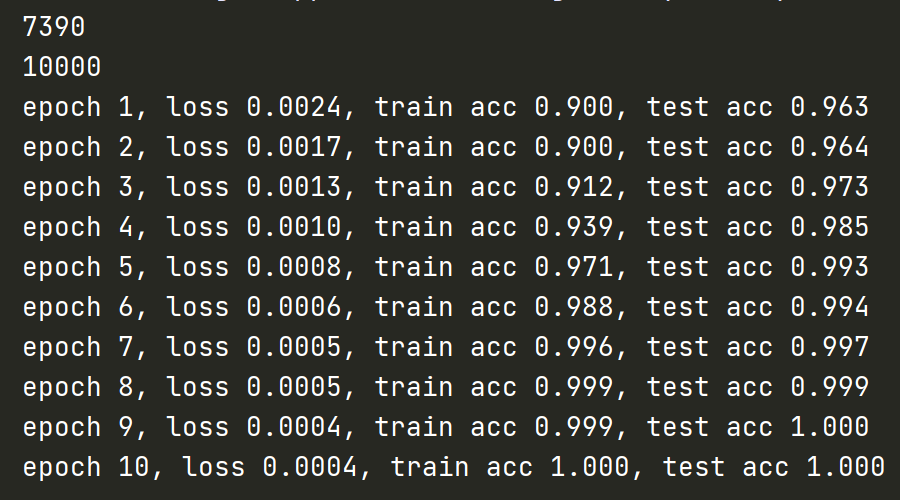 7390
10000
epoch 1, loss 0.0024, train acc 0.900, test acc 0.963
epoch 2, loss 0.0017, train acc 0.900, test acc 0.964
epoch 3, loss 0.0013, train acc 0.912, test acc 0.973
epoch 4, loss 0.0010, train acc 0.939, test acc 0.985
epoch 5, loss 0.0008, train acc 0.971, test acc 0.993
epoch 6, loss 0.0006, train acc 0.988, test acc 0.994
epoch 7, loss 0.0005, train acc 0.996, test acc 0.997
epoch 8, loss 0.0005, train acc 0.999, test acc 0.999
epoch 9, loss 0.0004, train acc 0.999, test acc 1.000
epoch 10, loss 0.0004, train acc 1.000, test acc 1.000